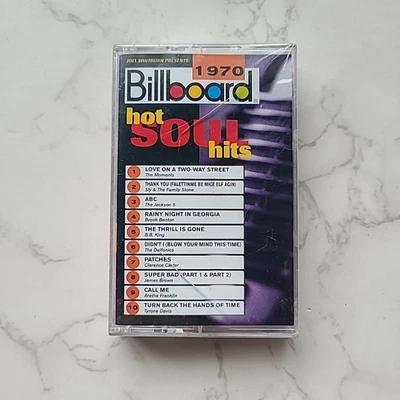 JOEL WHITBURN PRESENTS
1970
Billboard
hot
SOUL
hits
1 LOVE ON A TWO-WAY STREET
The Moments
2 THANK YOU (FALETTINME BE MICE ELF AGIN)
Sly & The Family Stone
3 ABC
The Jackson 5
4 RAINY NIGHT IN GEORGIA
Brook Benton
5 THE THRILL IS GONE
B.B. King
6 DIDN'T I (BLOW YOUR MIND THIS TIME)
The Delfonics
7 PATCHES
Clarence Carter
8 SUPER BAD (PART 1 & PART 2)
James Brown
9 CALL ME
Aretha Franklin
10 TURN BACK THE HANDS OF TIME
Tyrone Davis